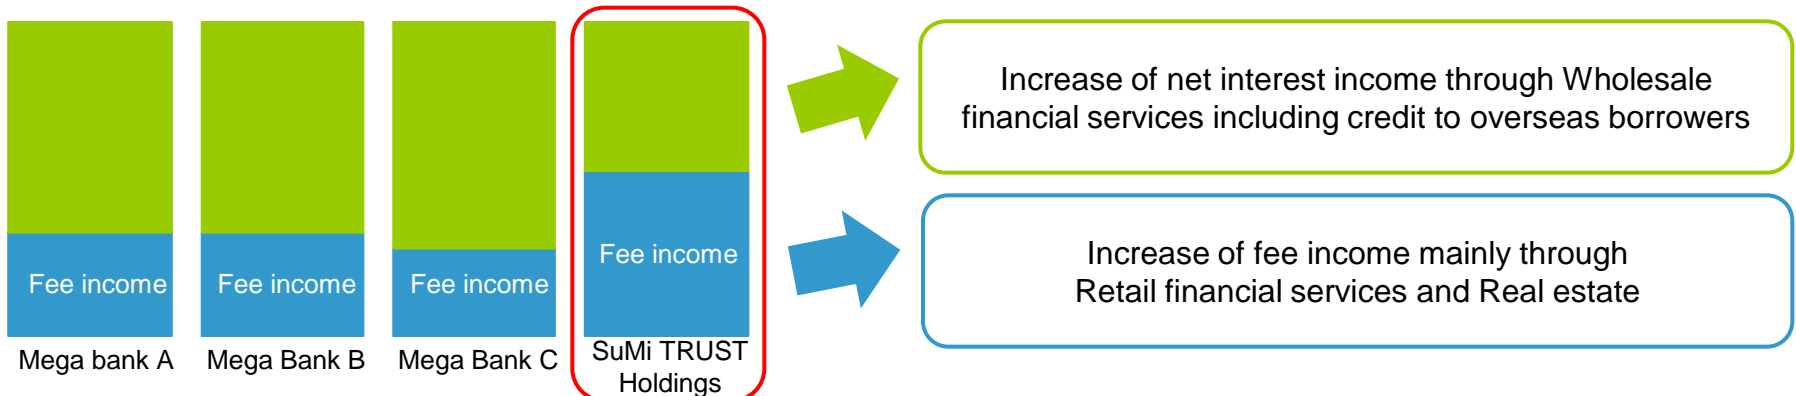 Fee income
Fee income
Fee income
Fee income
Mega bank A
Mega Bank B
Mega Bank C
SuMi TRUST
Holdings
Increase of net interest income through Wholesale
financial services including credit to overseas borrowers
Increase of fee income mainly through
Retail financial services and Real estate